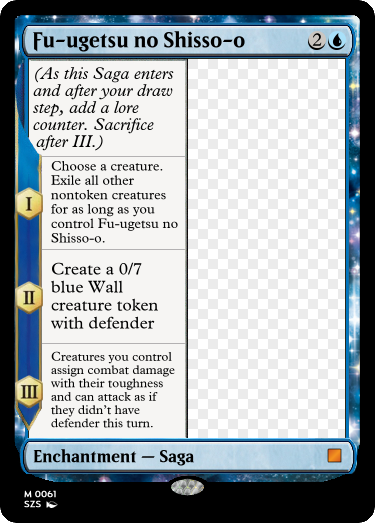 Fu-ugetsu no Shisso-o 2
(As this Saga enters
and after your draw
step, add a lore
counter. Sacrifice
after III.)
I
Choose a creature.
Exile all other
nontoken creatures
for as long as you
control Fu-ugetsu no
Shisso-o.
II
Create a 0/7
blue Wall
creature token
with defender
III
Creatures you control
assign combat damage
with their toughness
and can attack as if
they didn't have
defender this turn.
Enchantment — Saga
M 0061
SZS